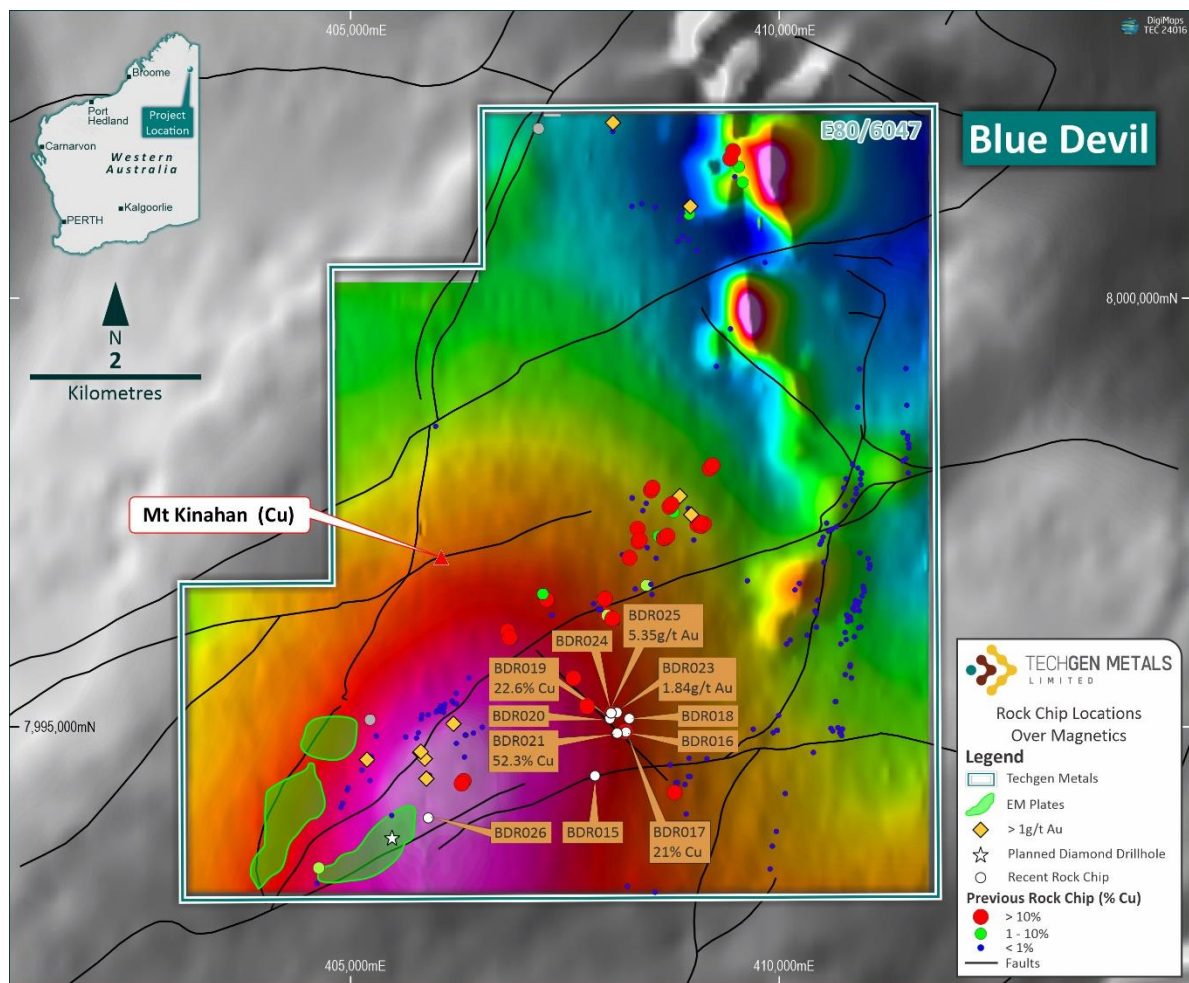 405,000mE
410,000mE
DigiMaps
TEC 24016
Broome
Port
Hedland
Project
Location
Carnarvon
Western
Australia
Kalgoorlie
PERTH
E80/6047
Blue Devil
8,000,000mN
N
2
Kilometres
Mt Kinahan (Cu)
BDR025
5.35g/t Au
BDR024
BDR019
22.6% Cu
BDR023
1.84g/t Au
BDR020
BDR018
BDR021
52.3% Cu
BDR016
7,995,000mN
BDR026
BDR015
BDR017
21% Cu
TECHGEN METALS
LIMITED
Rock Chip Locations
Over Magnetics
Legend
Techgen Metals
EM Plates
> 1g/t Au
Planned Diamond Drillhole
Recent Rock Chip
Previous Rock Chip (% Cu)
> 10%
1 - 10%
< 1%
Faults
405,000mE
410,000mE